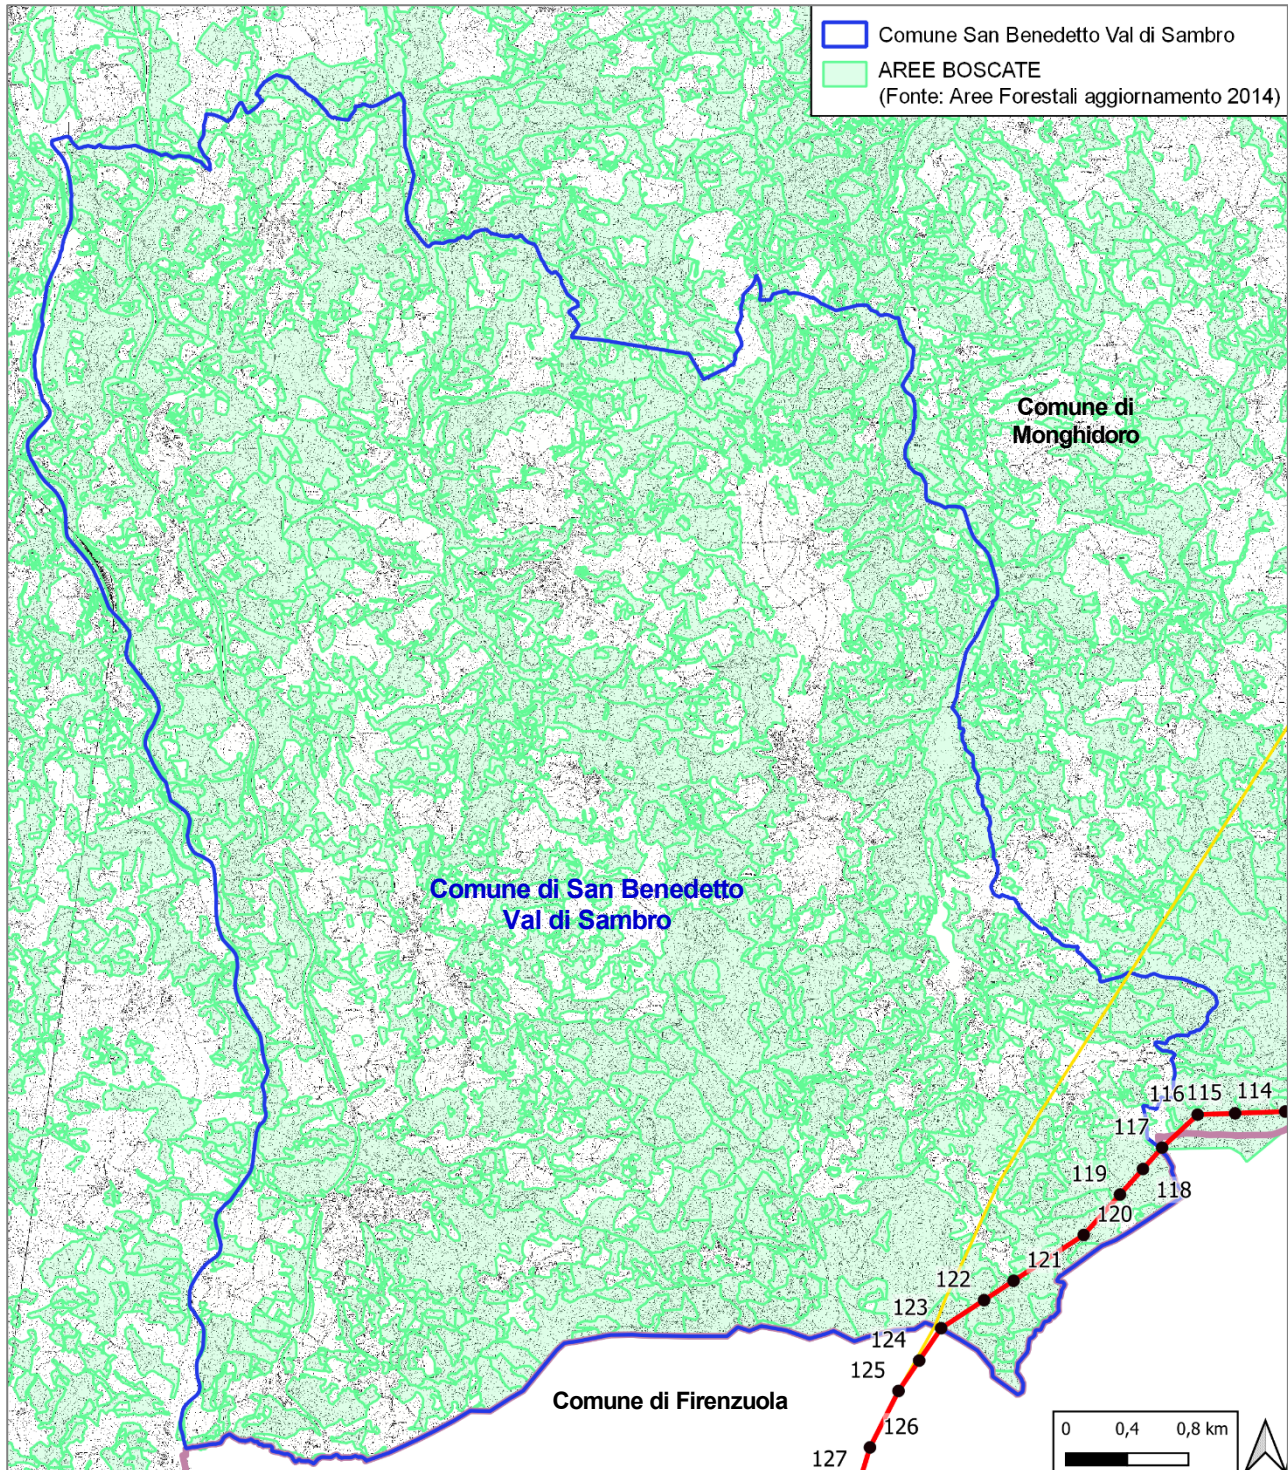 Comune San Benedetto Val di Sambro
AREE BOSCATE
(Fonte: Aree Forestali aggiornamento 2014)
Comune di
Monghidoro
Comune di San Benedetto
Val di Sambro
116 115 114
117
119
118
120
121
122
123
124
125
Comune di Firenzuola
126
127
0 0,4 0,8 km